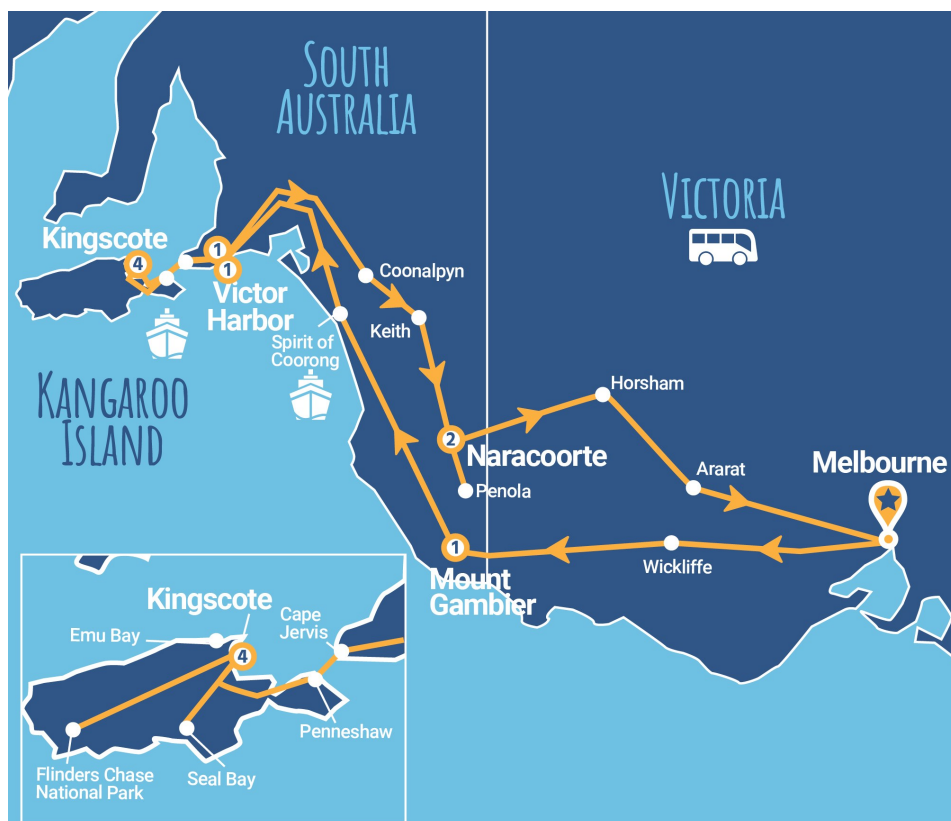 SOUTH
AUSTRALIA
VICTORIA
Kingscote
4
1
1
Victor
Harbor
Coonalpyn
Keith
Spirit of
Coorong
KANGAROO
ISLAND
Horsham
2
Naracoorte
Penola
Ararat
Melbourne
1
Mount
Gambier
Wickliffe
Kingscote
Emu Bay
Cape
Jervis
4
Penneshaw
Flinders Chase
National Park
Seal Bay